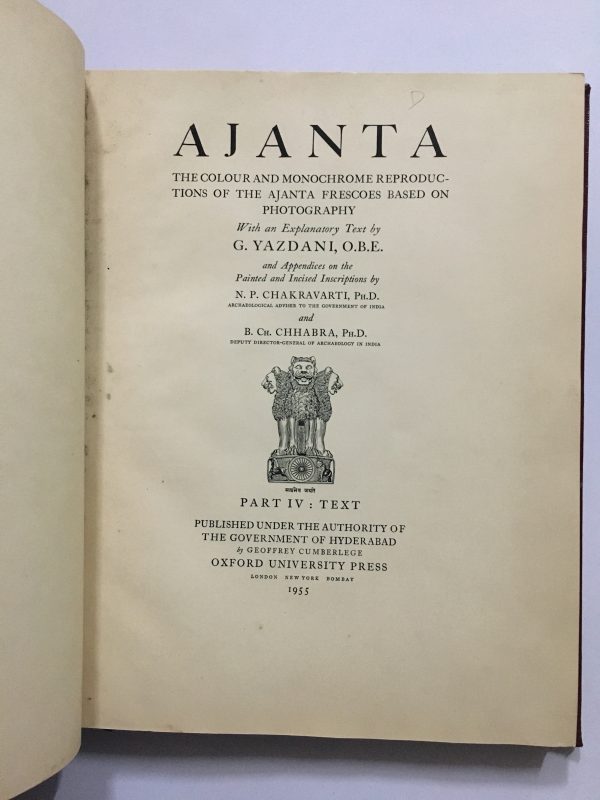 D
AJANTA
THE COLOUR AND MONOCHROME REPRODUC-
TIONS OF THE AJANTA FRESCOES BASED ON
PHOTOGRAPHY
With an Explanatory Text by
G. YAZDANI, O.B.E.
and Appendices on the
Painted and Incised Inscriptions by
N. P. CHAKRAVARTI, PH.D.
ARCHAEOLOGICAL ADVISER TO THE GOVERNMENT OF INDIA
and
B. CH. CHHABRA, PH.D.
DEPUTY DIRECTOR-GENERAL OF ARCHAEOLOGY IN INDIA
सत्यमेव जयते
PART IV : TEXT
PUBLISHED UNDER THE AUTHORITY OF
THE GOVERNMENT OF HYDERABAD
by GEOFFREY CUMBERLEGE
OXFORD UNIVERSITY PRESS
LONDON NEW YORK BOMBAY
1955